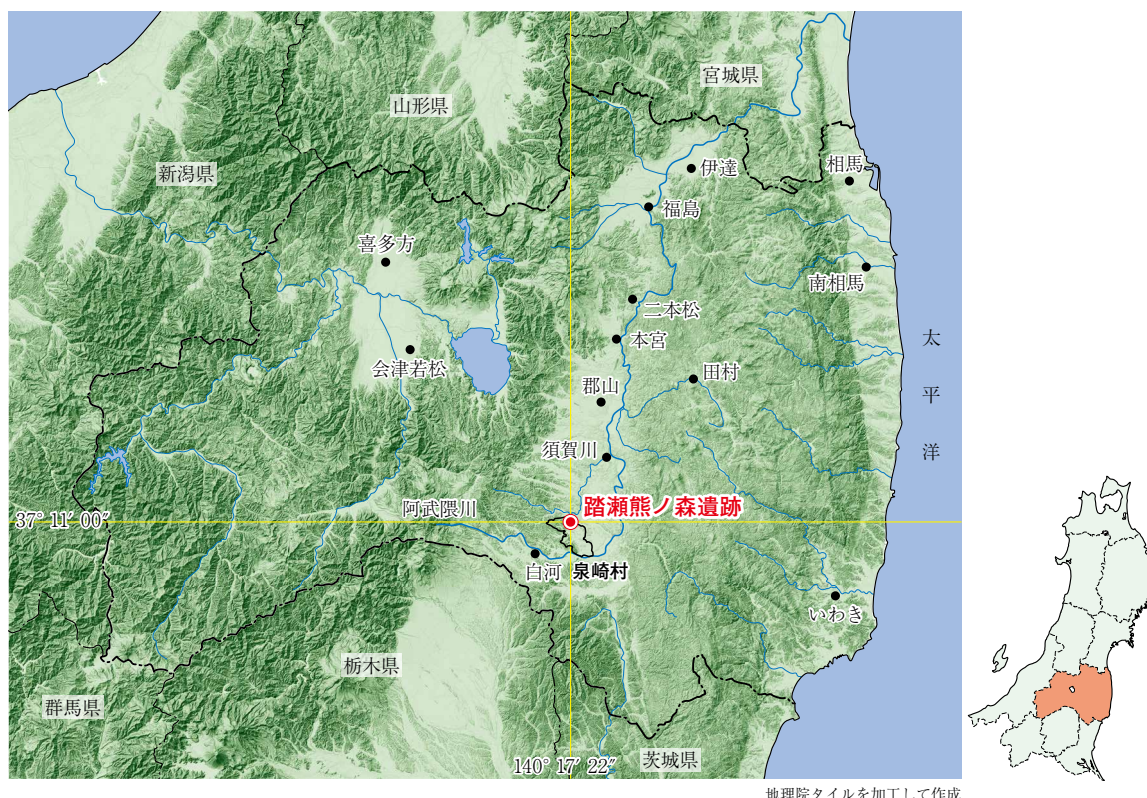 宮城県
山形県
新潟県
伊達
相馬
福島
喜多方
南相馬
二本松
本宮
会津若松
田村
郡山
太平洋
須賀川
阿武隈川
踏瀬熊ノ森遺跡
37° 11′ 00″
白河
泉崎村
いわき
栃木県
群馬県
茨城県
140° 17′ 22″
地理院タイルを加工して作成